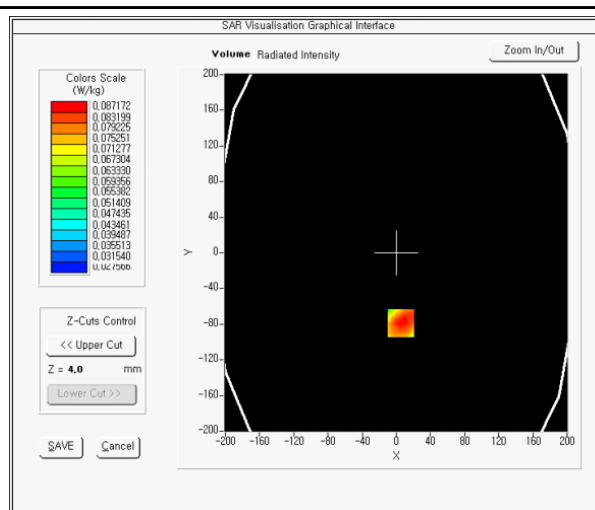 SAR Visualisation Graphical Interface
Volume Radiated Intensity
Zoom In/Out
Colors Scale
(W/kg)
0.087172
0.083199
0.079225
0.075251
0.071277
0.067304
0.063330
0.059356
0.055382
0.051409
0.047435
0.043461
0.039487
0.035513
0.031540
0.027566
Z-Cuts Control
<< Upper Cut
Z = 4.0 mm
Lower Cut >>
SAVE
Cancel
Y
200
160
120
80
40
0
-40
-80
-120
-160
-200
-200 -160 -120 -80 -40 0 40 80 120 160 200
X